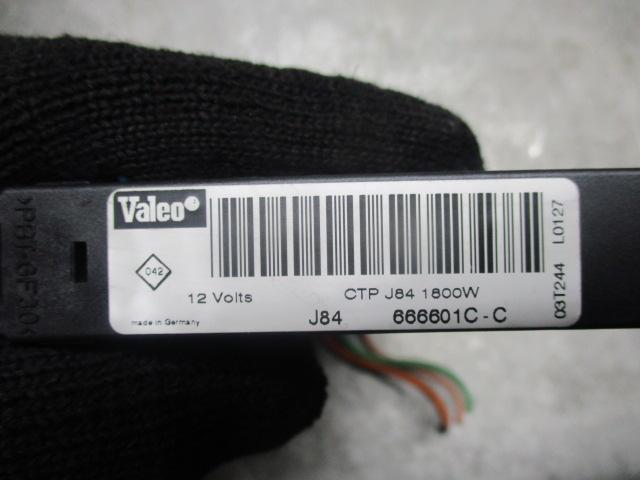 Valeo
042
12 Volts
CTP J84 1800W
made in Germany
J84 666601C-C
03T244 L0127